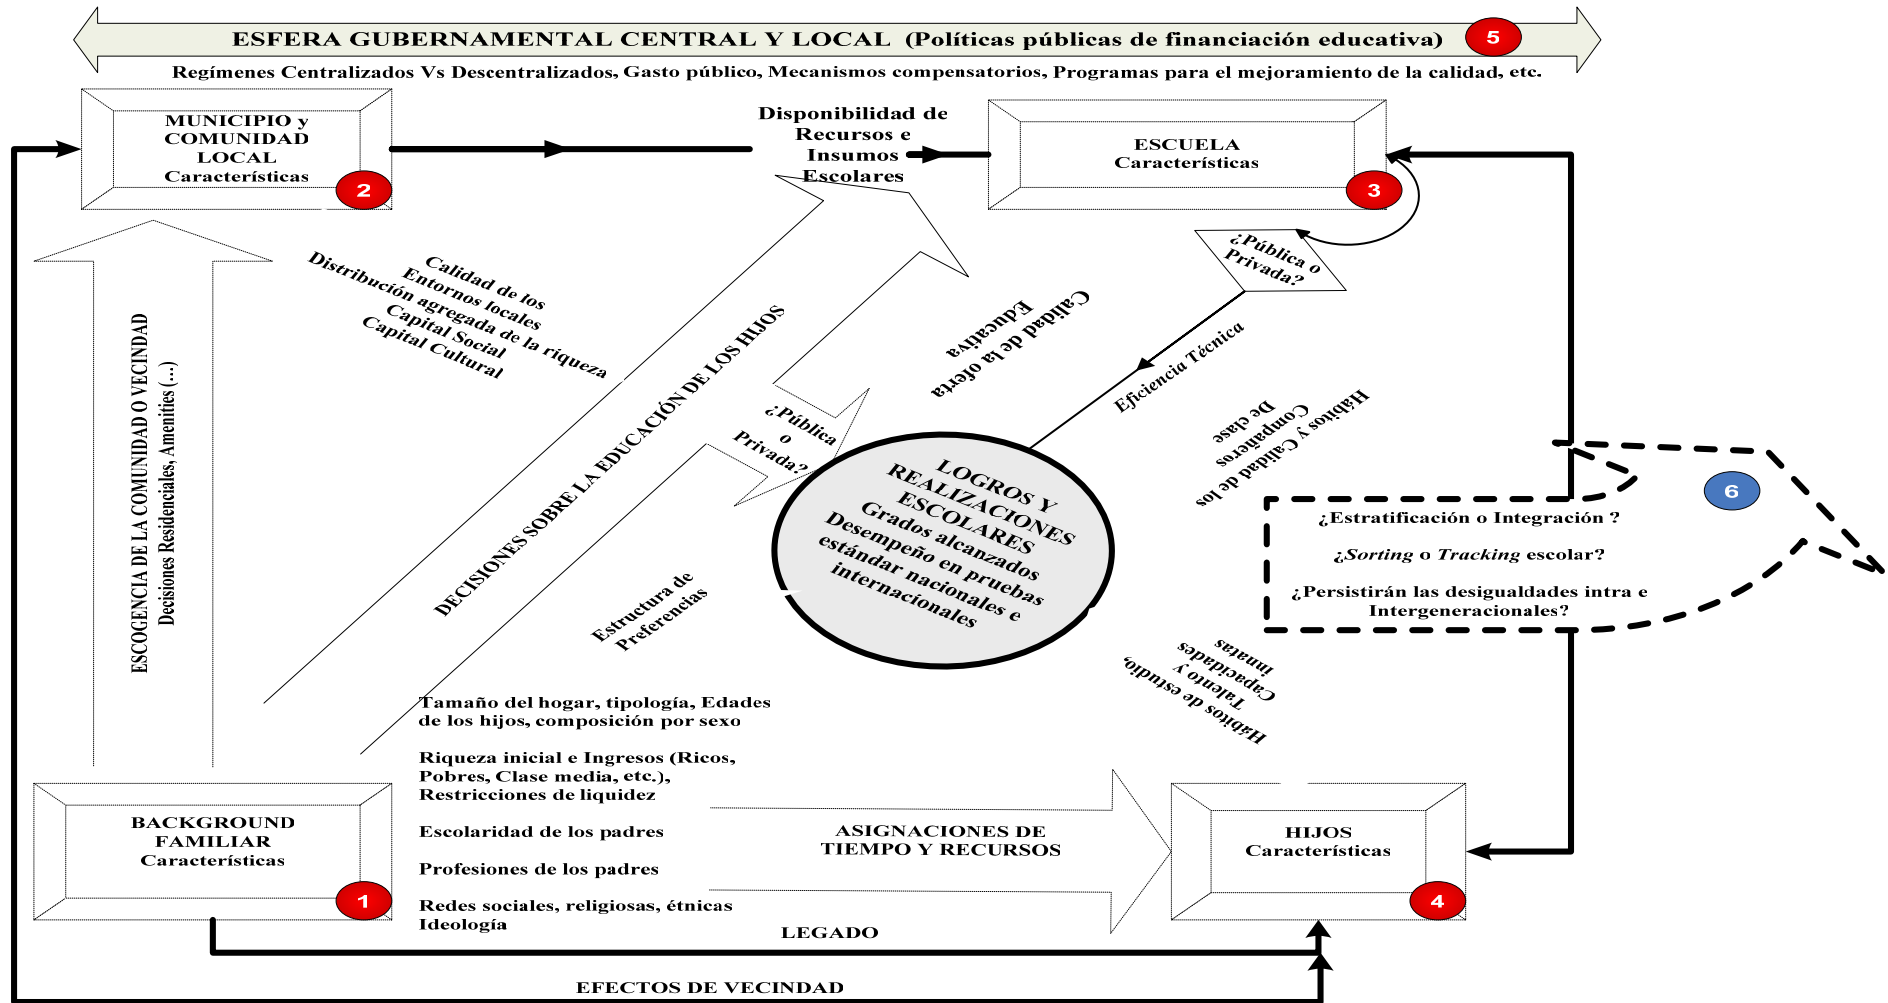 ESFERA GUBERNAMENTAL CENTRAL Y LOCAL (Políticas públicas de financiación educativa)
5
Regímenes Centralizados Vs Descentralizados, Gasto público, Mecanismos compensatorios, Programas para el mejoramiento de la calidad, etc.
MUNICIPIO y
COMUNIDAD
LOCAL
Características
2
Disponibilidad de
Recursos e
Insumos
Escolares
ESCUELA
Características
3
¿Pública o
Privada?
Calidad de los
Entornos locales
Distribución agregada de la riqueza
Capital Social
Capital Cultural
Calidad de la oferta
Educativa
Eficiencia Técnica
ESCOGENCIA DE LA COMUNIDAD O VECINDAD
Decisiones Residenciales, Amenities (...)
DECISIONES SOBRE LA EDUCACIÓN DE LOS HIJOS
¿Pública
o
Privada?
Hábitos y Calidad de los
Compañeros
De clase
LOGROS Y
REALIZACIONES
ESCOLARES
Grados alcanzados
Desempeño en pruebas
estándar nacionales e
internacionales
6
¿Estratificación o Integración ?
¿Sorting o Tracking escolar?
¿Persistirán las desigualdades intra e
Intergeneracionales?
Estructura de
Preferencias
Hábitos de estudio,
Talento y
Capacidades
innatas
Tamaño del hogar, tipología, Edades
de los hijos, composición por sexo
Riqueza inicial e Ingresos (Ricos,
Pobres, Clase media, etc.),
Restricciones de liquidez
Escolaridad de los padres
Profesiones de los padres
Redes sociales, religiosas, étnicas
Ideología
BACKGROUND
FAMILIAR
Características
1
ASIGNACIONES DE
TIEMPO Y RECURSOS
HIJOS
Características
4
LEGADO
EFECTOS DE VECINDAD